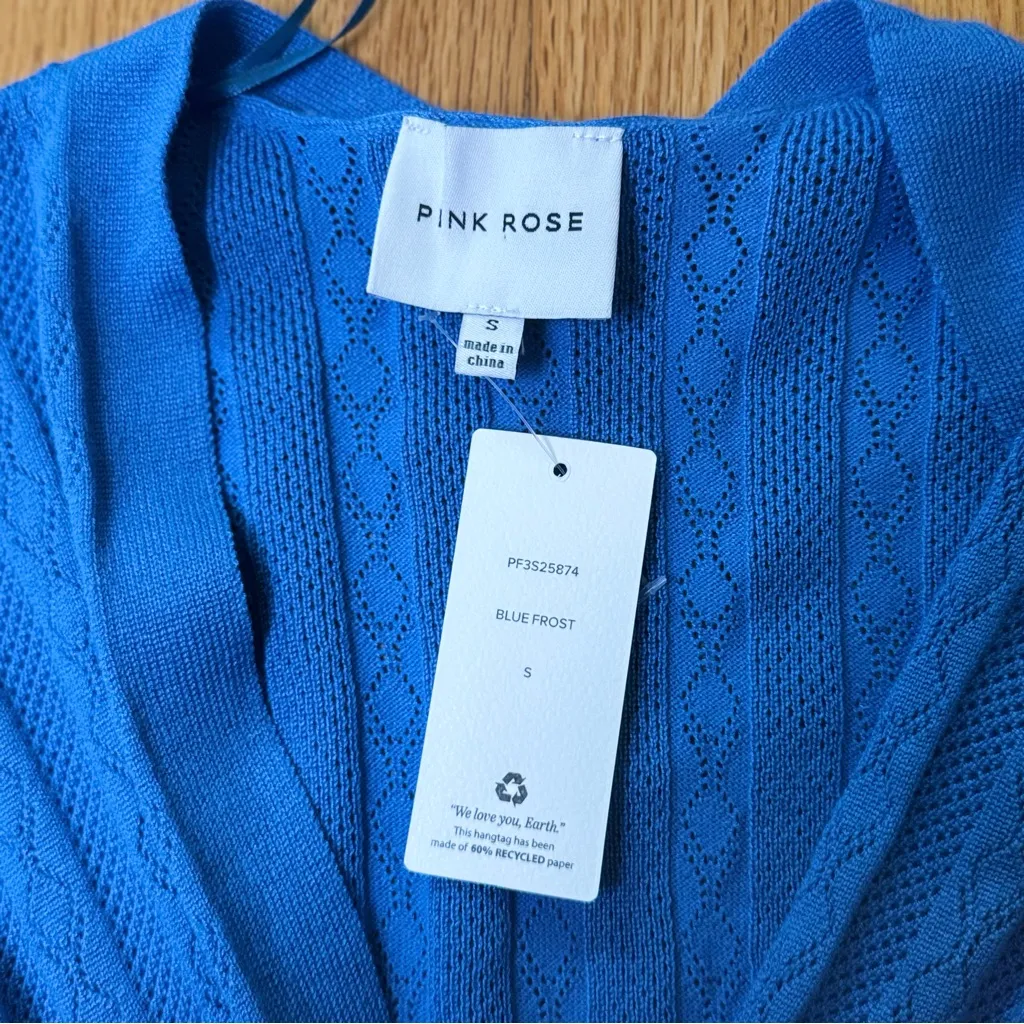 PINK ROSE
S
made in
china
PF3S25874
BLUE FROST
S
"We love you, Earth."
This hangtag has been
made of 60% RECYCLED paper